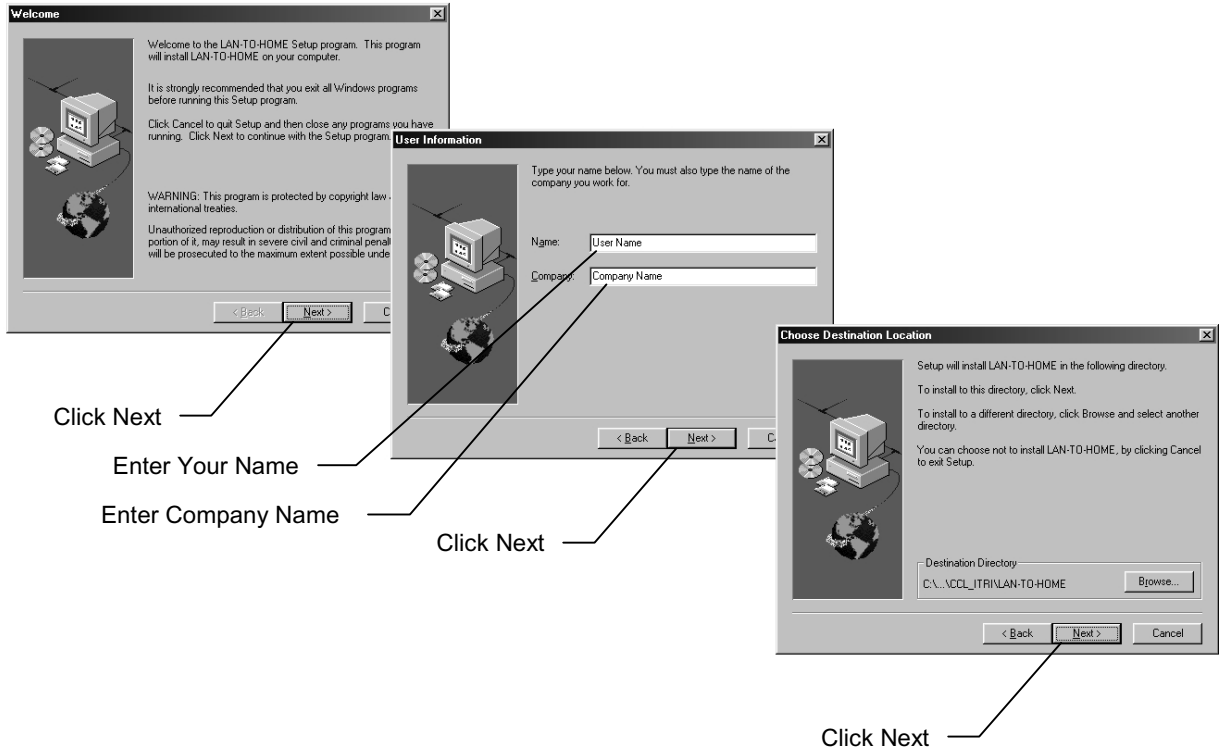 Welcome
Welcome to the LAN-TO-HOME Setup program. This program
will install LAN-TO-HOME on your computer.
It is strongly recommended that you exit all Windows programs
before running this Setup program.
Click Cancel to quit Setup and then close any programs you have
running. Click Next to continue with the Setup program.
WARNING: This program is protected by copyright law
international treaties.
Unauthorized reproduction or distribution of this program
portion of it, may result in severe civil and criminal
will be prosecuted to the maximum extent possible
< Back
Next >
Click Next
User Information
Type your name below. You must also type the name of the
company you work for.
Name:
User Name
Company:
Company Name
< Back
Next >
Enter Your Name
Enter Company Name
Click Next
Choose Destination Location
Setup will install LAN-TO-HOME in the following directory.
To install to this directory, click Next.
To install to a different directory, click Browse and select another
directory.
You can choose not to install LAN-TO-HOME, by clicking Cancel
to exit Setup.
Destination Directory
C:\...\CCL_ITRI\LAN-TO-HOME
Browse...
< Back
Next >
Cancel
Click Next